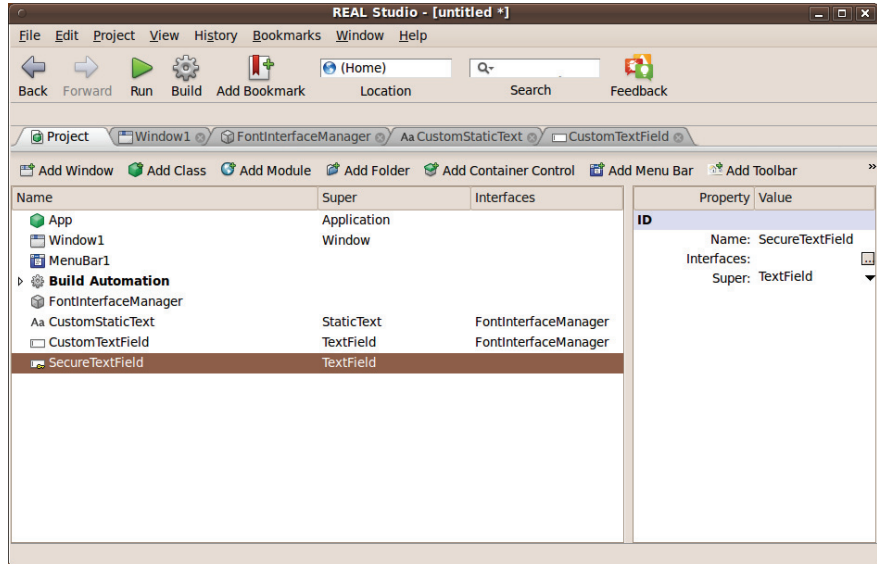 REAL Studio - [untitled *]
File Edit Project View History Bookmarks Window Help
(Home) Q
Back Forward Run Build Add Bookmark Location Search Feedback
Project Window1 FontInterfaceManager Aa CustomStaticText CustomTextField
Add Window Add Class Add Module Add Folder Add Container Control Add Menu Bar Add Toolbar »
Name Super Interfaces Property Value
App Application ID
Window1 Window Name: SecureTextField
MenuBar1 Interfaces: ...
Build Automation Super: TextField
FontInterfaceManager
Aa CustomStaticText StaticText FontInterfaceManager
CustomTextField TextField FontInterfaceManager
SecureTextField TextField